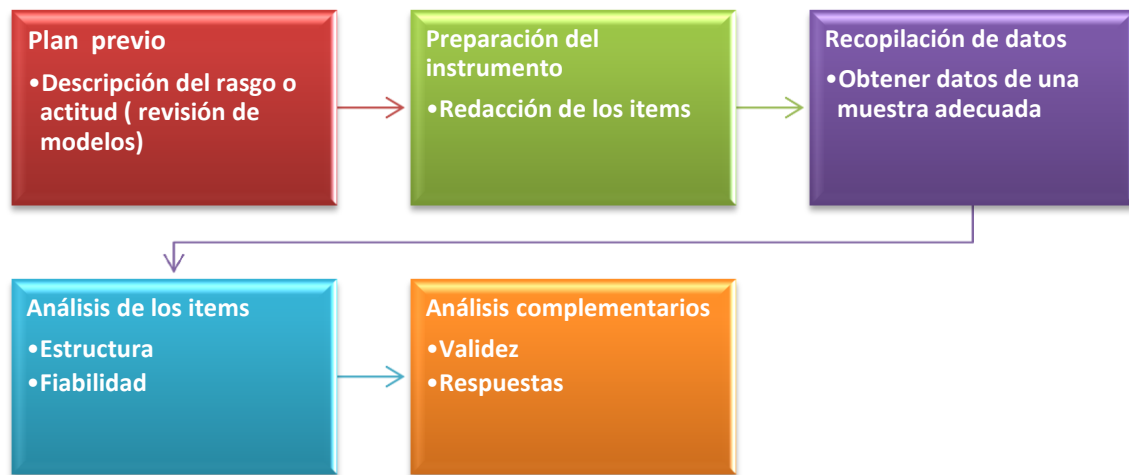 Plan previo
•Descripción del rasgo o
actitud ( revisión de
modelos)
Preparación del
instrumento
•Redacción de los items
Recopilación de datos
•Obtener datos de una
muestra adecuada
Análisis de los items
•Estructura
•Fiabilidad
Análisis complementarios
•Validez
•Respuestas